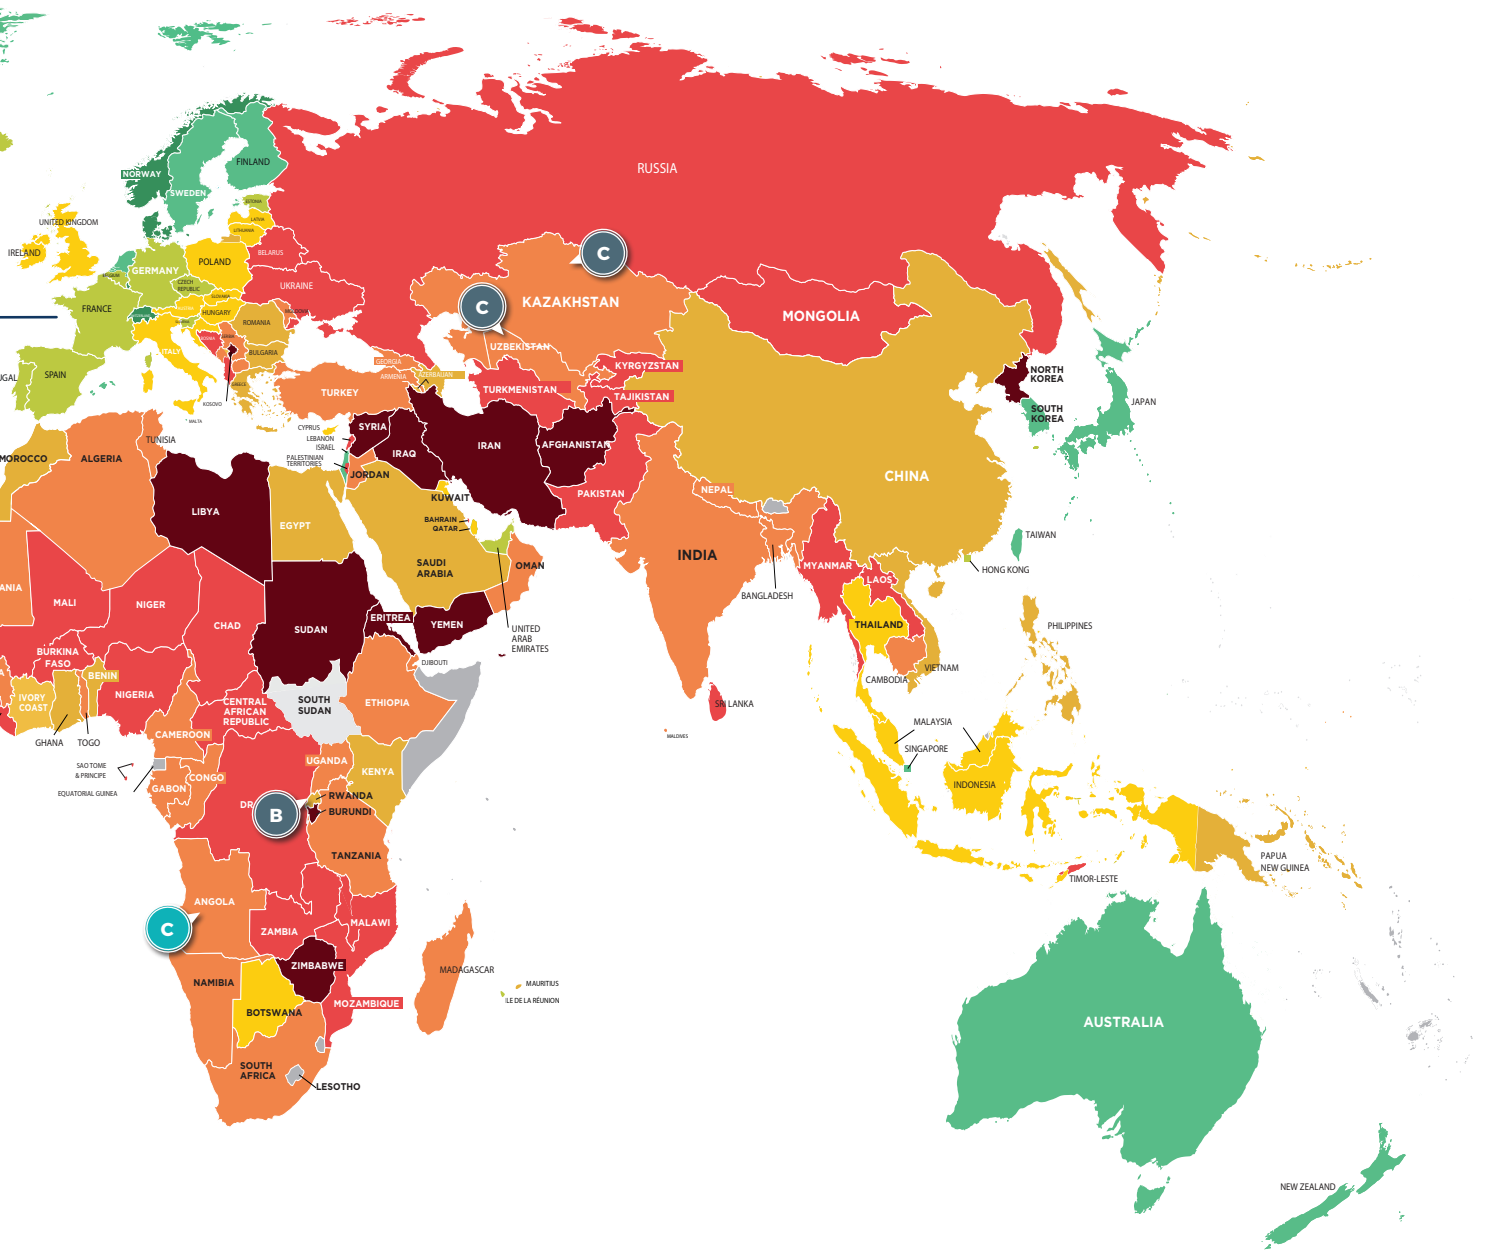 RUSSIA
FINLAND
NORWAY
SWEDEN
ESTONIA
LATVIA
LITHUANIA
UNITED KINGDOM
IRELAND
BELARUS
POLAND
GERMANY
BELGIUM
CZECH
REPUBLIC
UKRAINE
SLOVAKIA
FRANCE
HUNGARY
MOLDOVA
ROMANIA
BOSNIA
ITALY
BULGARIA
UGAL
SPAIN
GREECE
KOSOVO
MALTA
C
C
KAZAKHSTAN
MONGOLIA
UZBEKISTAN
GEORGIA
ARMENIA
AZERBAIJAN
KYRGYZSTAN
TURKMENISTAN
TAJIKISTAN
TURKEY
NORTH
KOREA
SOUTH
KOREA
JAPAN
CYPRUS
LEBANON
ISRAEL
PALESTINIAN
TERRITORIES
SYRIA
IRAQ
IRAN
AFGHANISTAN
JORDAN
KUWAIT
PAKISTAN
NEPAL
CHINA
TUNISIA
MOROCCO
ALGERIA
LIBYA
EGYPT
BAHRAIN
QATAR
SAUDI
ARABIA
OMAN
INDIA
TAIWAN
HONG KONG
MYANMAR
LAOS
BANGLADESH
ANIA
MALI
NIGER
CHAD
SUDAN
ERITREA
YEMEN
UNITED
ARAB
EMIRATES
THAILAND
PHILIPPINES
BURKINA
FASO
DJIBOUTI
VIETNAM
CAMBODIA
A
BENIN
IVORY
COAST
NIGERIA
CENTRAL
AFRICAN
REPUBLIC
SOUTH
SUDAN
ETHIOPIA
SRI LANKA
GHANA
TOGO
CAMEROON
MALDIVES
MALAYSIA
SINGAPORE
SAO TOME
& PRINCIPE
EQUATORIAL GUINEA
GABON
CONGO
UGANDA
KENYA
INDONESIA
DR
B
RWANDA
BURUNDI
TANZANIA
PAPUA
NEW GUINEA
TIMOR-LESTE
ANGOLA
C
ZAMBIA
MALAWI
ZIMBABWE
MADAGASCAR
NAMIBIA
MAURITIUS
ILE DE LA RÉUNION
MOZAMBIQUE
BOTSWANA
AUSTRALIA
SOUTH
AFRICA
LESOTHO
NEW ZEALAND